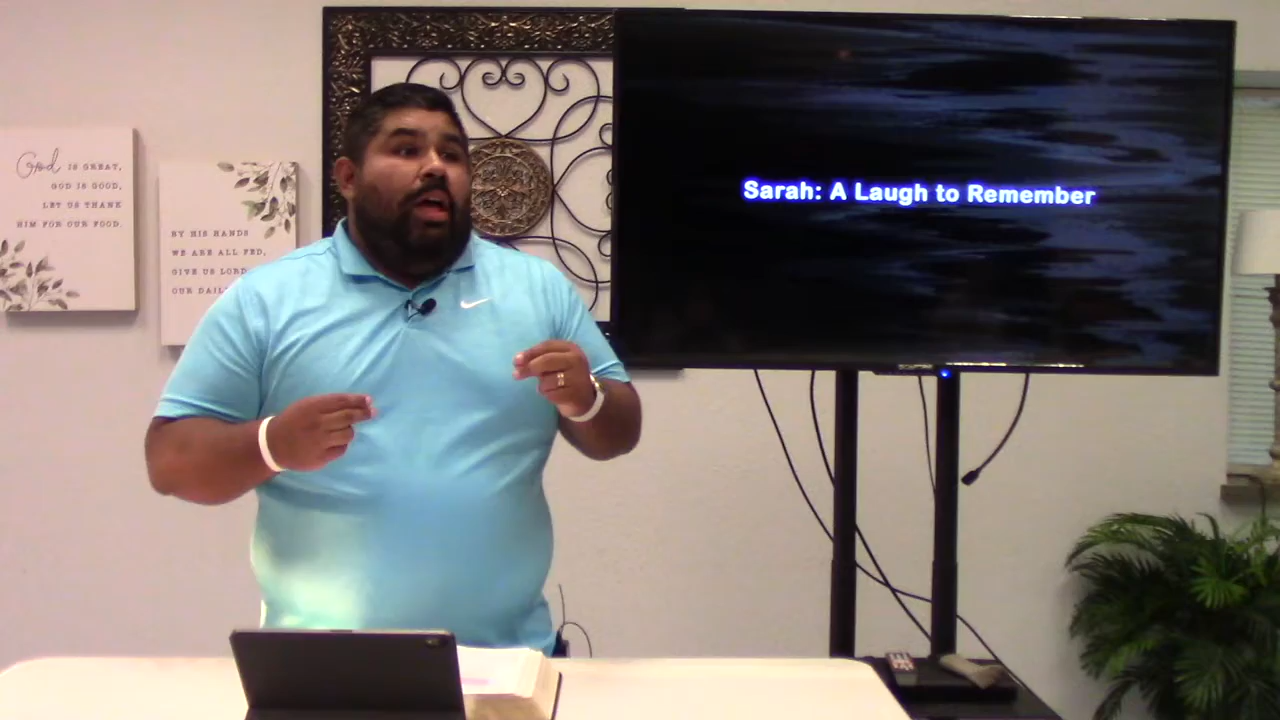 God IS GREAT,
GOD IS GOOD,
LET US THANK
HIM FOR OUR FOOD.
BY HIS HANDS
WE ARE ALL FED,
GIVE US LORD
OUR
Sarah: A Laugh to Remember